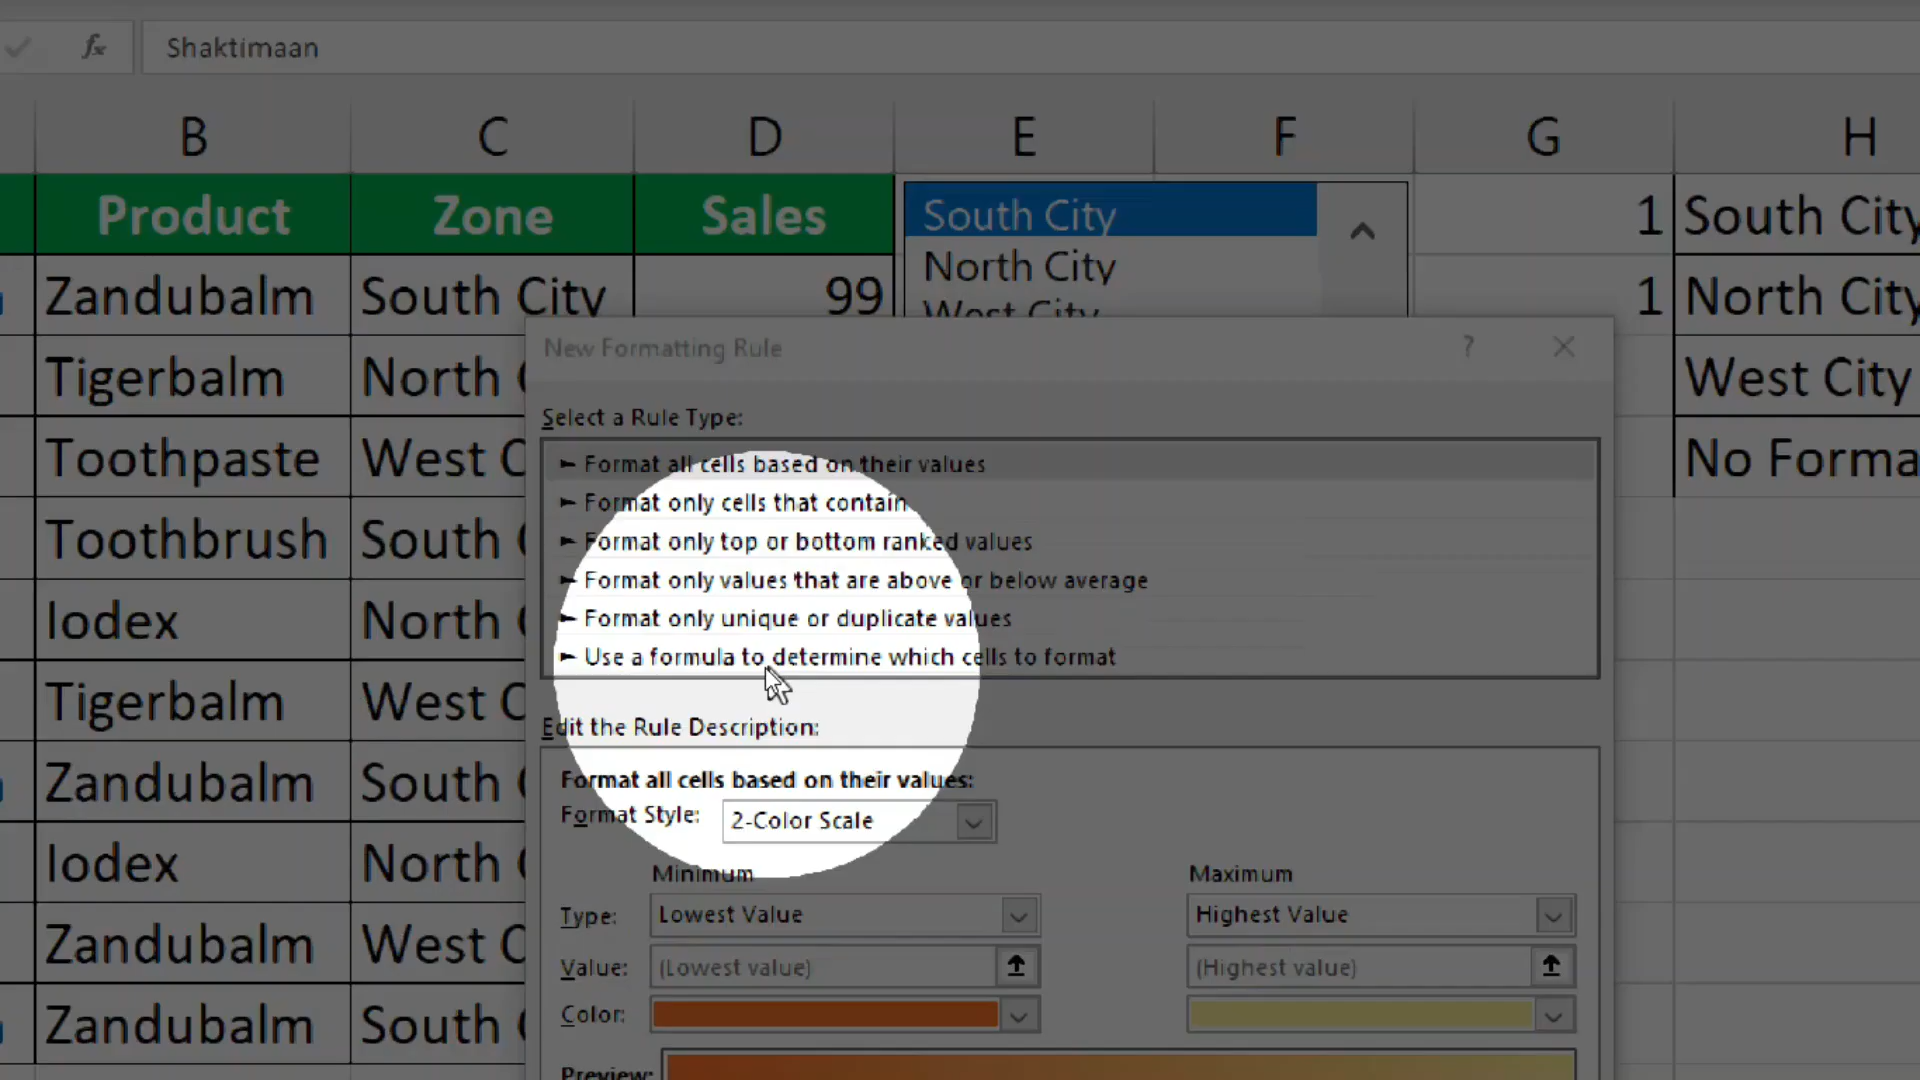 fx Shaktimaan
B C D E F G H
Product Zone Sales South City 1 South City
North City
Zandubalm South City 99 1 North City
West City
New Formatting Rule ?
Tigerbalm North West City
Select a Rule Type:
Toothpaste West C No Forma
► Format all cells based on their values
► Format only cells that contain
► Format only top or bottom ranked values
► Format only values that are above or below average
► Format only unique or duplicate values
► Use a formula to determine which cells to format
Toothbrush South
Iodex North
Tigerbalm West C
Edit the Rule Description:
Zandubalm South
Format all cells based on their values:
Format Style: 2-Color Scale
Iodex North
Minimum Maximum
Type: Lowest Value Highest Value
Zandubalm West C
Value: (Lowest value) (Highest value)
Zandubalm South
Color:
Preview: